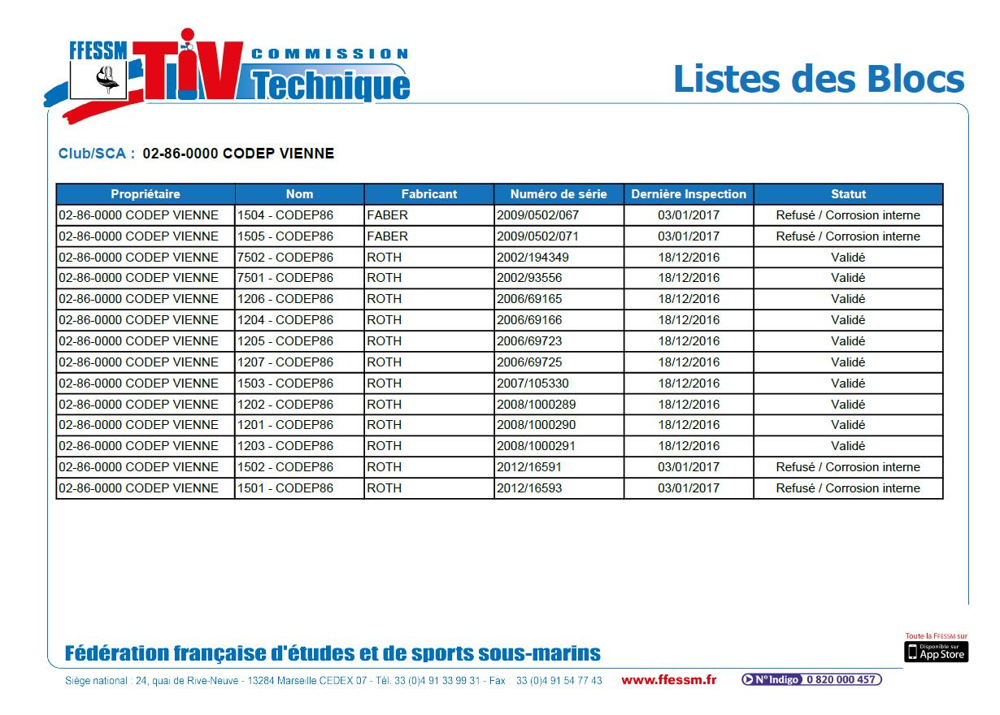 FFESSM TiV COMMISSION
Technique
Listes des Blocs
Club/SCA : 02-86-0000 CODEP VIENNE
Propriétaire Nom Fabricant Numéro de série Dernière Inspection Statut
02-86-0000 CODEP VIENNE 1504 - CODEP86 FABER 2009/0502/067 03/01/2017 Refusé / Corrosion interne
02-86-0000 CODEP VIENNE 1505 - CODEP86 FABER 2009/0502/071 03/01/2017 Refusé / Corrosion interne
02-86-0000 CODEP VIENNE 7502 - CODEP86 ROTH 2002/194349 18/12/2016 Validé
02-86-0000 CODEP VIENNE 7501 - CODEP86 ROTH 2002/93556 18/12/2016 Validé
02-86-0000 CODEP VIENNE 1206 - CODEP86 ROTH 2006/69165 18/12/2016 Validé
02-86-0000 CODEP VIENNE 1204 - CODEP86 ROTH 2006/69166 18/12/2016 Validé
02-86-0000 CODEP VIENNE 1205 - CODEP86 ROTH 2006/69723 18/12/2016 Validé
02-86-0000 CODEP VIENNE 1207 - CODEP86 ROTH 2006/69725 18/12/2016 Validé
02-86-0000 CODEP VIENNE 1503 - CODEP86 ROTH 2007/105330 18/12/2016 Validé
02-86-0000 CODEP VIENNE 1202 - CODEP86 ROTH 2008/1000289 18/12/2016 Validé
02-86-0000 CODEP VIENNE 1201 - CODEP86 ROTH 2008/1000290 18/12/2016 Validé
02-86-0000 CODEP VIENNE 1203 - CODEP86 ROTH 2008/1000291 18/12/2016 Validé
02-86-0000 CODEP VIENNE 1502 - CODEP86 ROTH 2012/16591 03/01/2017 Refusé / Corrosion interne
02-86-0000 CODEP VIENNE 1501 - CODEP86 ROTH 2012/16593 03/01/2017 Refusé / Corrosion interne
Toute la FFESSM sur
Disponible sur
App Store
Fédération française d'études et de sports sous-marins
Siège national : 24, quai de Rive-Neuve - 13284 Marseille CEDEX 07 - Tél. 33 (0)4 91 33 99 31 - Fax : 33 (0)4 91 54 77 43 www.ffessm.fr N° Indigo 0 820 000 457